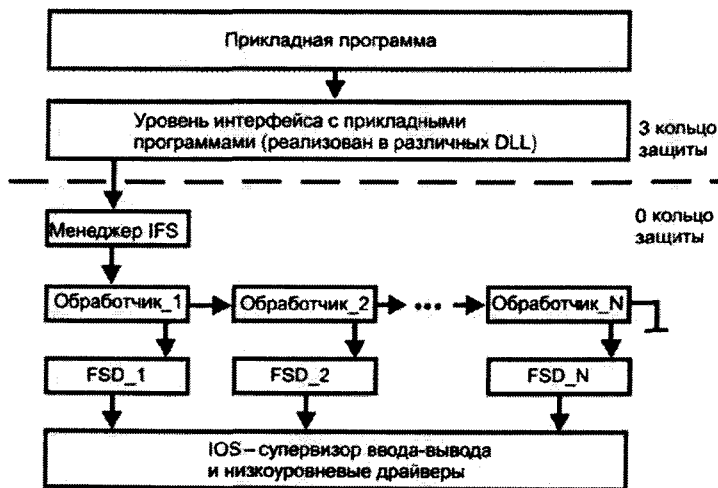 Прикладная программа
Уровень интерфейса с прикладными
программами (реализован в различных DLL)
3 кольцо
защиты
0 кольцо
защиты
Менеджер IFS
Обработчик_1
Обработчик_2
...
Обработчик_N
FSD_1
FSD_2
FSD_N
IOS – супервизор ввода-вывода
и низкоуровневые драйверы